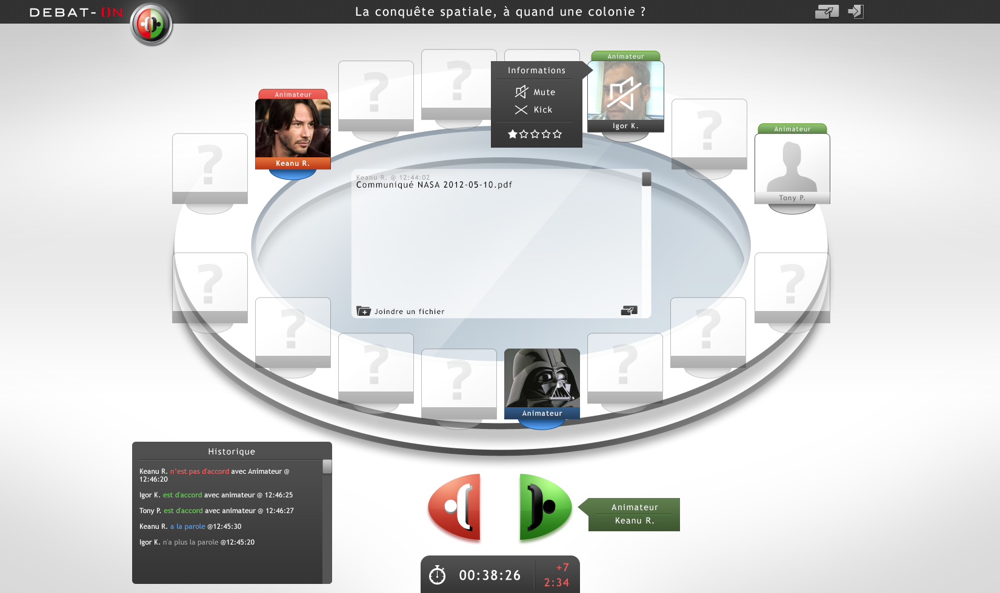 DEBAT-ON
La conquête spatiale, à quand une colonie ?
Animateur
Informations
Mute
Kick
Igor K.
Animateur
Keanu R.
Animateur
Tony P.
Keanu R. @ 12:44:02
Communiqué NASA 2012-05-10.pdf
Joindre un fichier
?
?
?
?
?
?
?
?
?
?
?
?
Animateur
Historique
Keanu R. n'est pas d'accord avec Animateur @
12:46:20
Igor K. est d'accord avec animateur @ 12:46:25
Tony P. est d'accord avec animateur @ 12:46:27
Keanu R. a la parole @12:45:30
Igor K. n'a plus la parole @12:45:20
Animateur
Keanu R.
00:38:26
+7
2:34